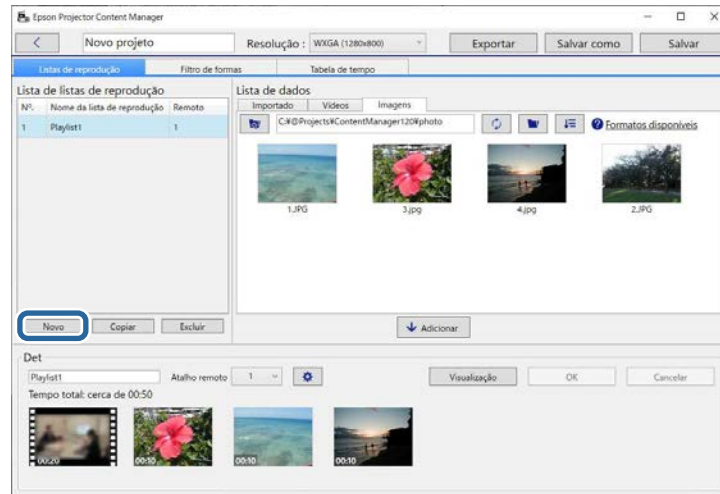 Epson Projector Content Manager
Novo projeto
Resolução : WXGA (1280x800)
Exportar
Salvar como
Salvar
Listas de reprodução
Filtro de formas
Tabela de tempo
Lista de listas de reprodução
Nº. Nome da lista de reprodução Remoto
1 Playlist1 1
Novo
Copiar
Excluir
Lista de dados
Importado
Vídeos
Imagens
C:¥@Projects¥ContentManager120¥photo
Formatos disponíveis
1.JPG
3.jpg
4.jpg
2.JPG
Adicionar
Det
Playlist1
Atalho remoto
1
Visualização
OK
Cancelar
Tempo total: cerca de 00:50
00:20
00:10
00:10
00:10